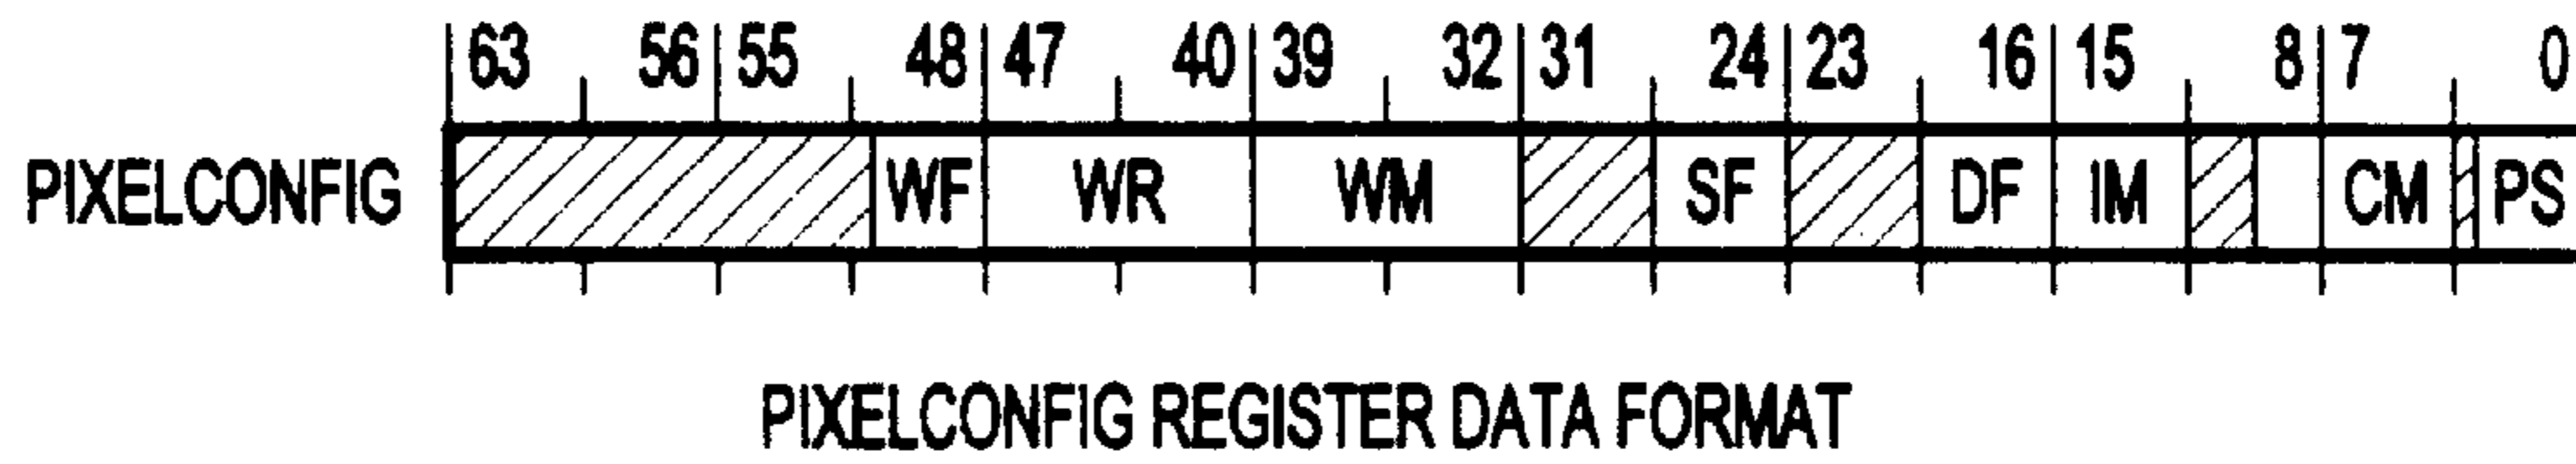 63 56 55 48 47 40 39 32 31 24 23 16 15 8 7 0
PIXELCONFIG WF WR WM SF DF IM CM PS
PIXELCONFIG REGISTER DATA FORMAT